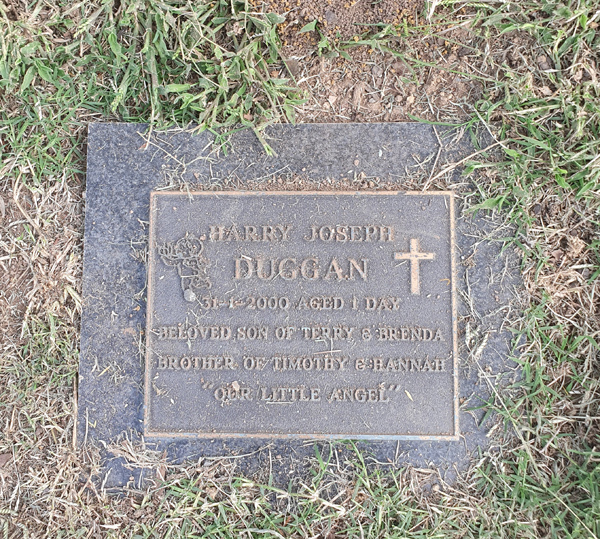 HARRY JOSEPH
DUGGAN
31-1-2000 AGED 1 DAY
BELOVED SON OF TERRY & BRENDA
BROTHER OF TIMOTHY & HANNAH
"OUR LITTLE ANGEL"